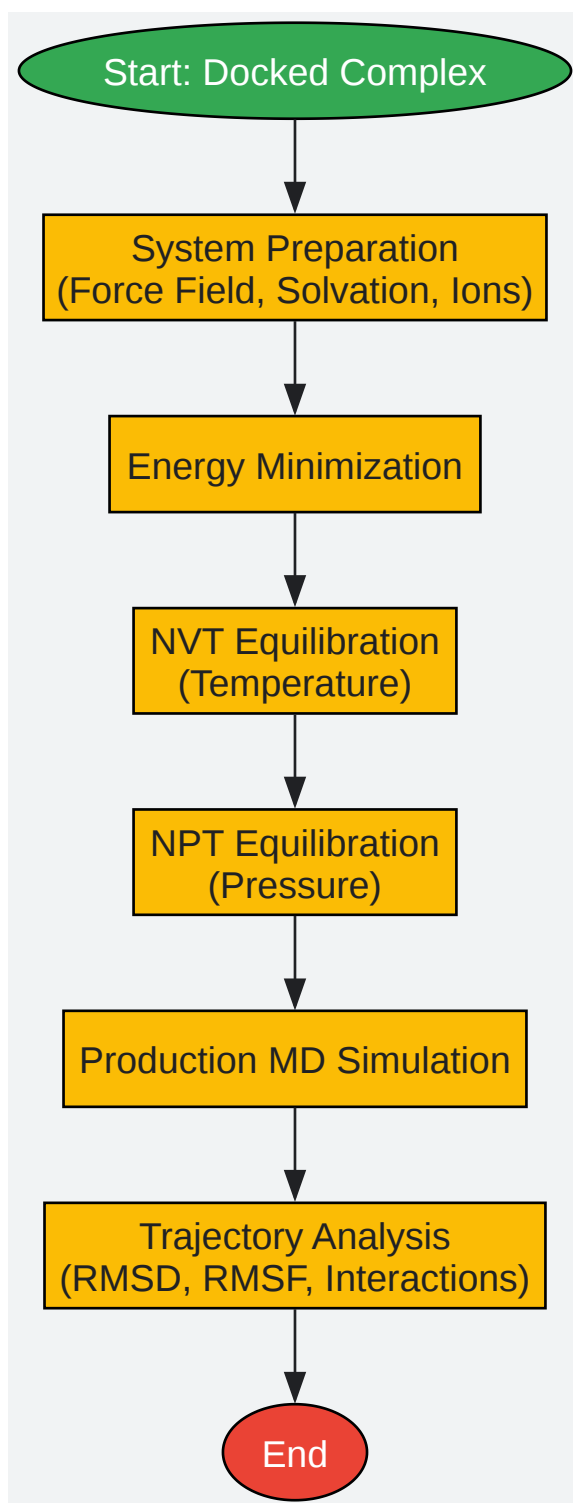 Start: Docked Complex
System Preparation
(Force Field, Solvation, Ions)
Energy Minimization
NVT Equilibration
(Temperature)
NPT Equilibration
(Pressure)
Production MD Simulation
Trajectory Analysis
(RMSD, RMSF, Interactions)
End